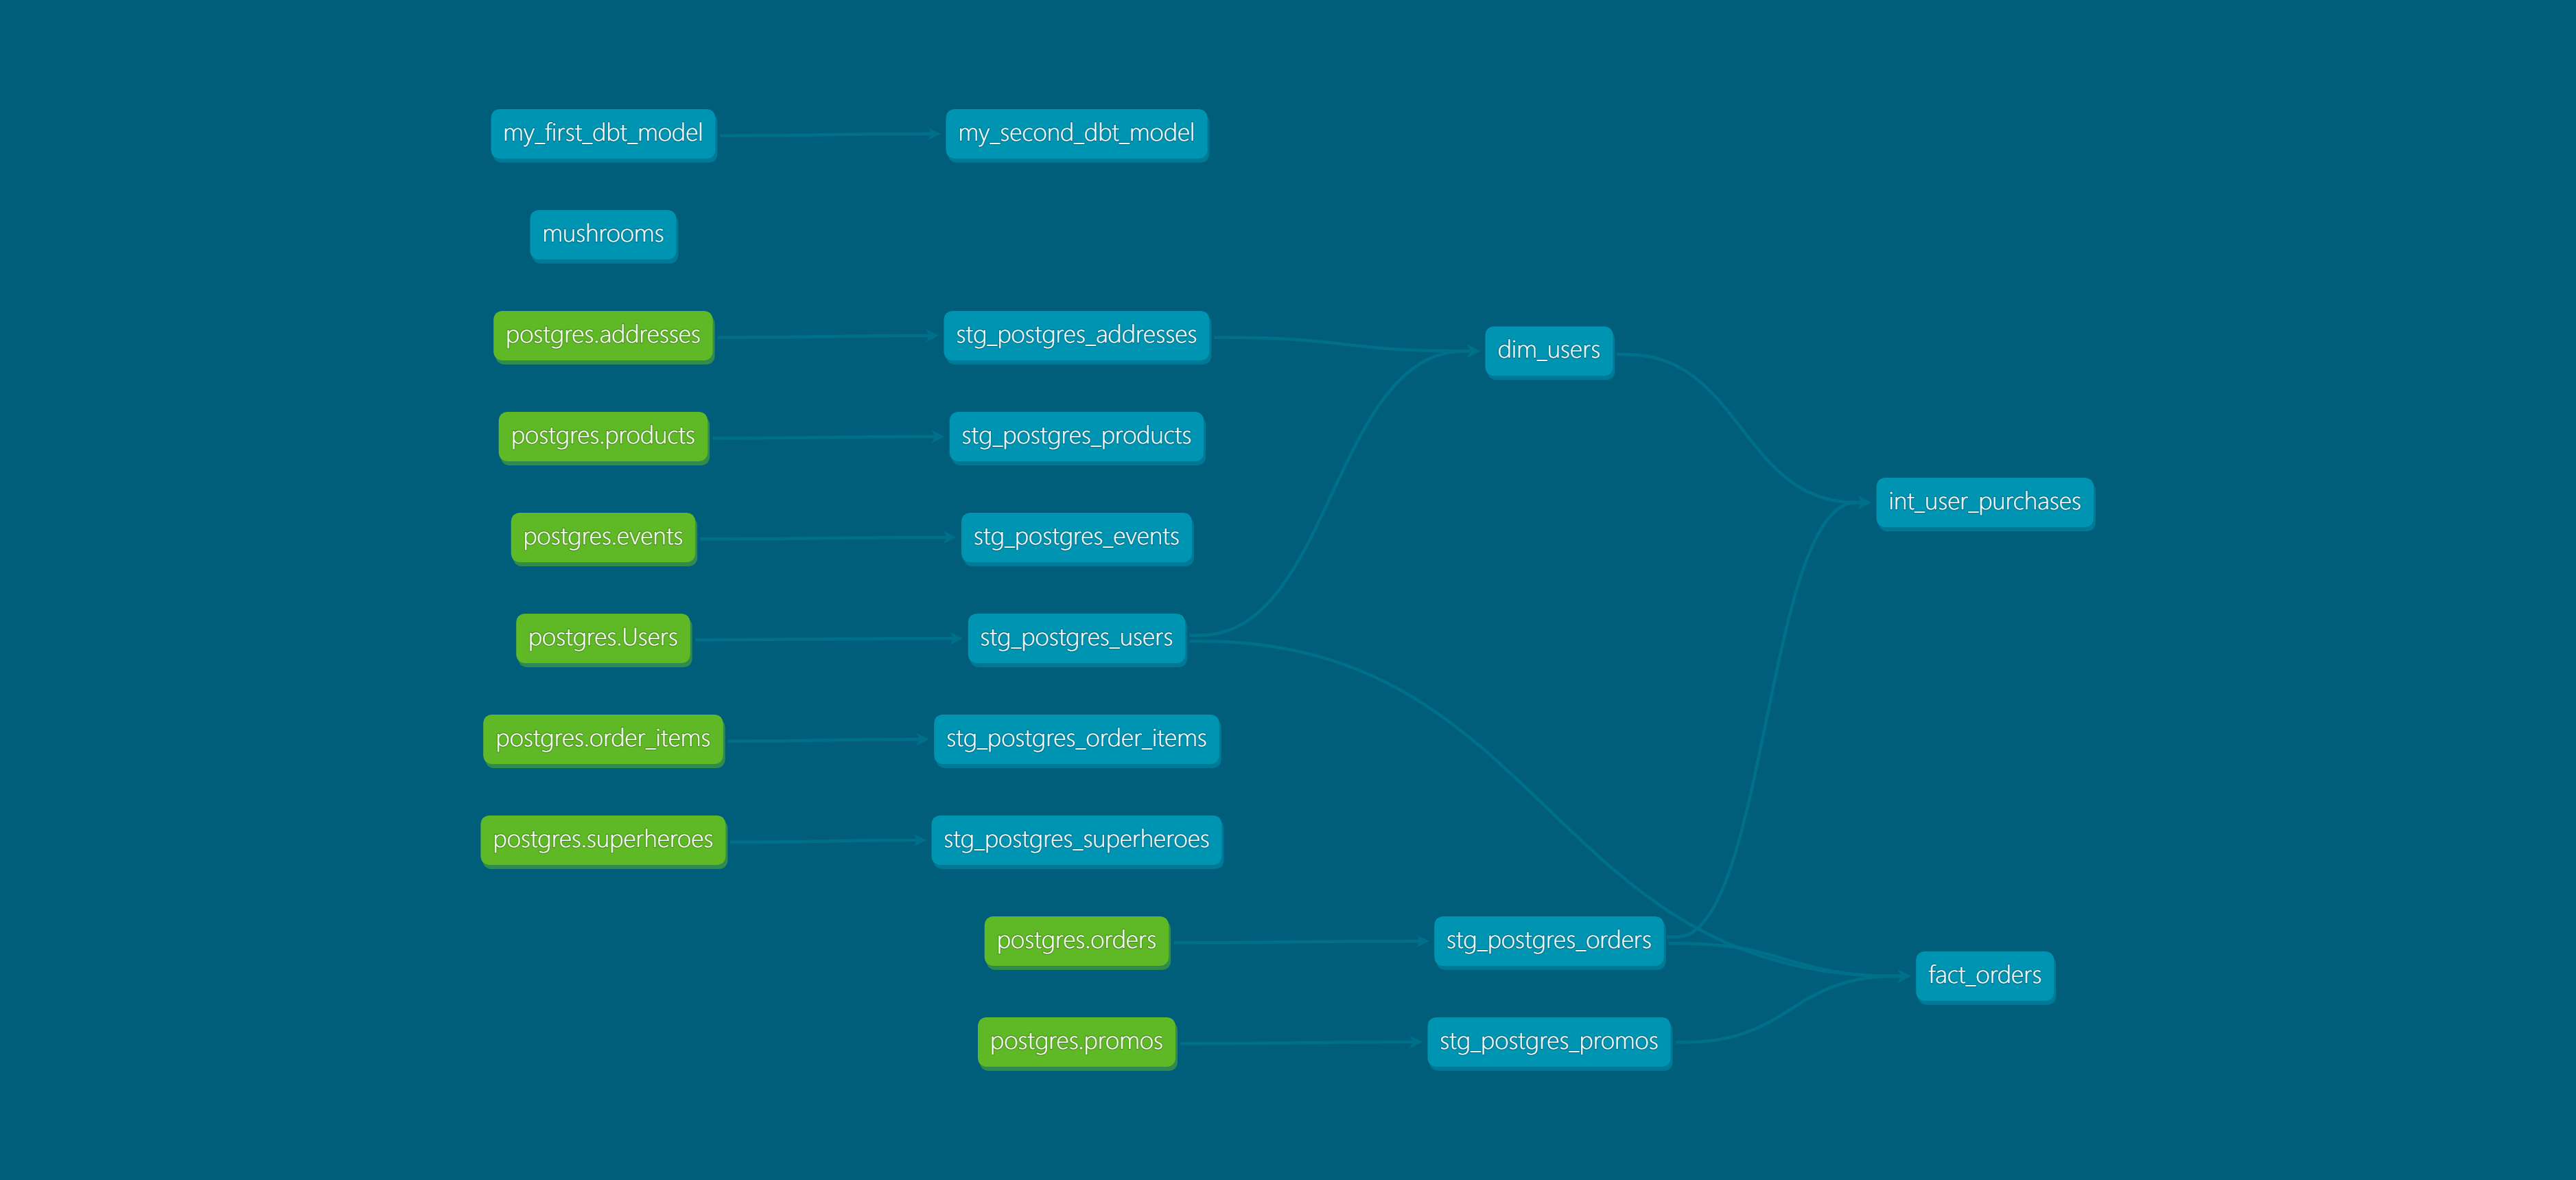 my_first_dbt_model
my_second_dbt_model
mushrooms
postgres.addresses
stg_postgres_addresses
dim_users
postgres.products
stg_postgres_products
int_user_purchases
postgres.events
stg_postgres_events
postgres.Users
stg_postgres_users
postgres.order_items
stg_postgres_order_items
postgres.superheroes
stg_postgres_superheroes
postgres.orders
stg_postgres_orders
fact_orders
postgres.promos
stg_postgres_promos